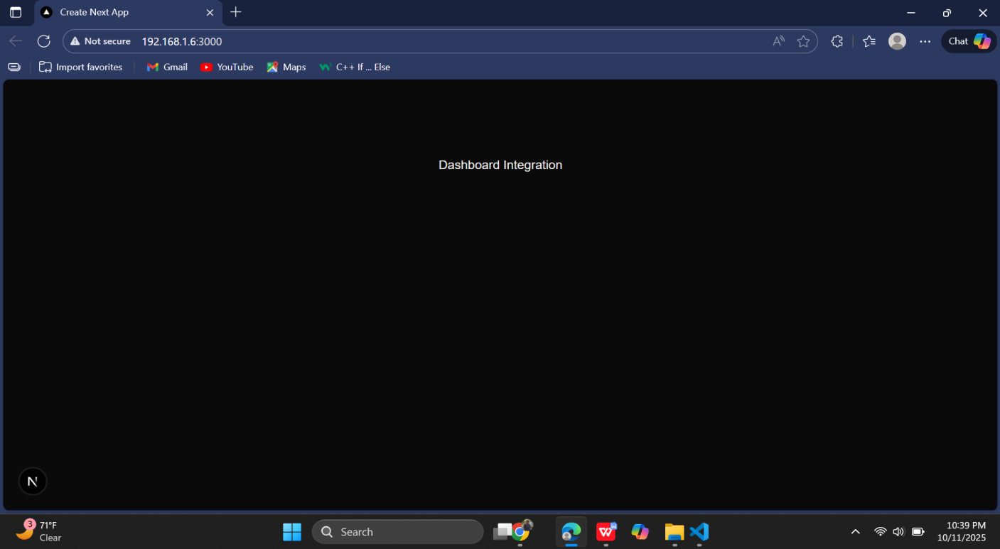 Create Next App
Not secure 192.168.1.6:3000 Chat
Import favorites Gmail YouTube Maps C++ If ... Else
Dashboard Integration
N
3 71°F
Clear
Search
W
10:39 PM
10/11/2025